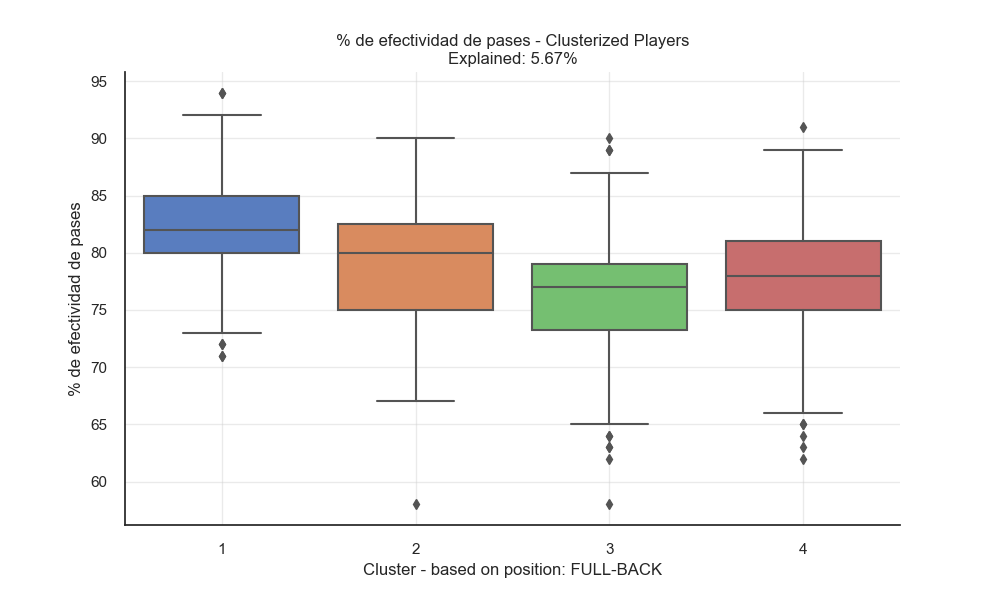 % de efectividad de pases - Clusterized Players
Explained: 5.67%
% de efectividad de pases
95
90
85
80
75
70
65
60
1 2 3 4
Cluster - based on position: FULL-BACK